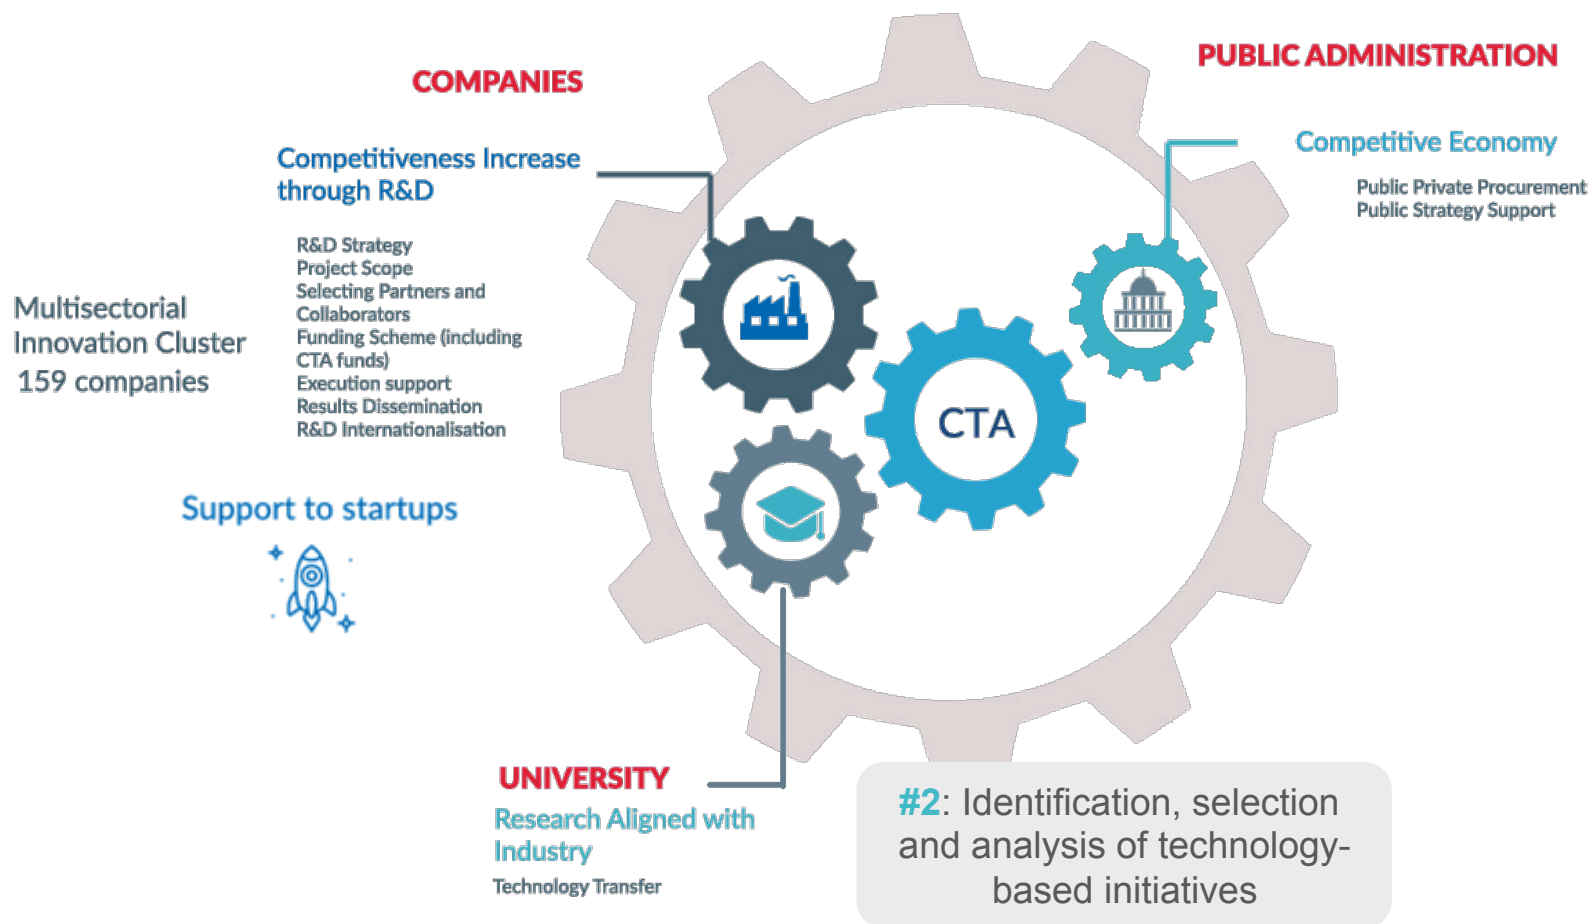 COMPANIES
PUBLIC ADMINISTRATION
Competitiveness Increase
through R&D
Competitive Economy
Public Private Procurement
Public Strategy Support
R&D Strategy
Project Scope
Selecting Partners and
Collaborators
Funding Scheme (including
CTA funds)
Execution support
Results Dissemination
R&D Internationalisation
Multisectorial
Innovation Cluster
159 companies
CTA
Support to startups
UNIVERSITY
Research Aligned with
Industry
Technology Transfer
#2: Identification, selection
and analysis of technology-
based initiatives